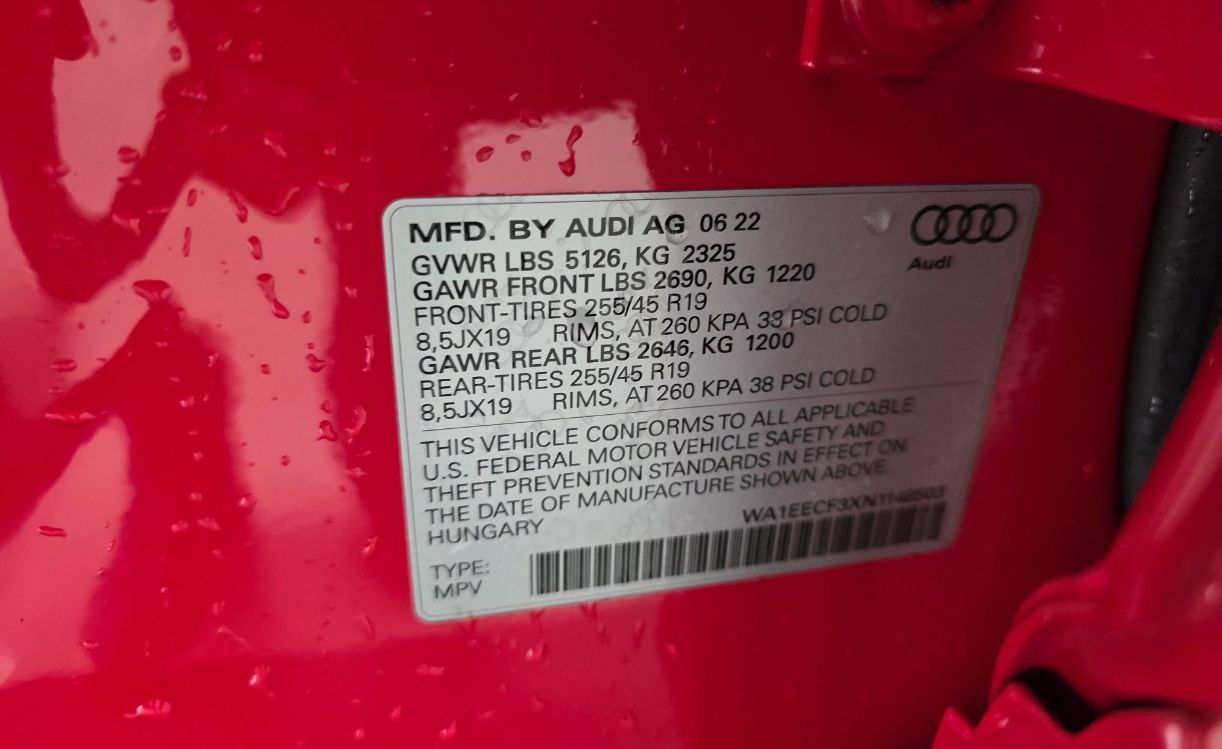 MFD. BY AUDI AG 06 22
Audi
GVWR LBS 5126, KG 2325
GAWR FRONT LBS 2690, KG 1220
FRONT-TIRES 255/45 R19
8,5JX19 RIMS, AT 260 KPA 38 PSI COLD
GAWR REAR LBS 2646, KG 1200
REAR-TIRES 255/45 R19
8,5JX19 RIMS, AT 260 KPA 38 PSI COLD
THIS VEHICLE CONFORMS TO ALL APPLICABLE
U.S. FEDERAL MOTOR VEHICLE SAFETY AND
THEFT PREVENTION STANDARDS IN EFFECT ON
THE DATE OF MANUFACTURE SHOWN ABOVE.
HUNGARY WA1EECF3XN1148503
TYPE:
MPV